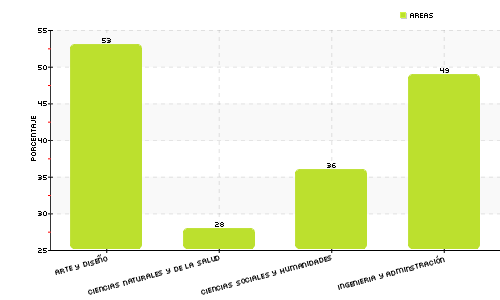 AREAS
55
50
45
40
35
30
25
PORCENTAJE
53
28
36
49
ARTE Y DISEÑO
CIENCIAS NATURALES Y DE LA SALUD
CIENCIAS SOCIALES Y HUMANIDADES
INGENIERIA Y ADMINSTRACIÓN